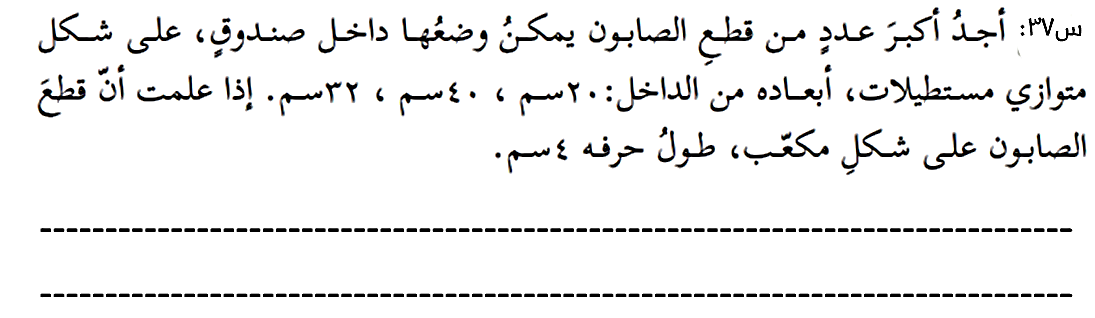 س٣٧: أجدُ أكبرَ عددٍ من قطعِ الصابون يمكنُ وضعُها داخل صندوقٍ، على شكل
متوازي مستطيلات، أبعاده من الداخل:٢٠سم ، ٤٠سم ، ٣٢سم. إذا علمت أنّ قطعَ
الصابون على شكلِ مكعّب، طولُ حرفه ٤سم.